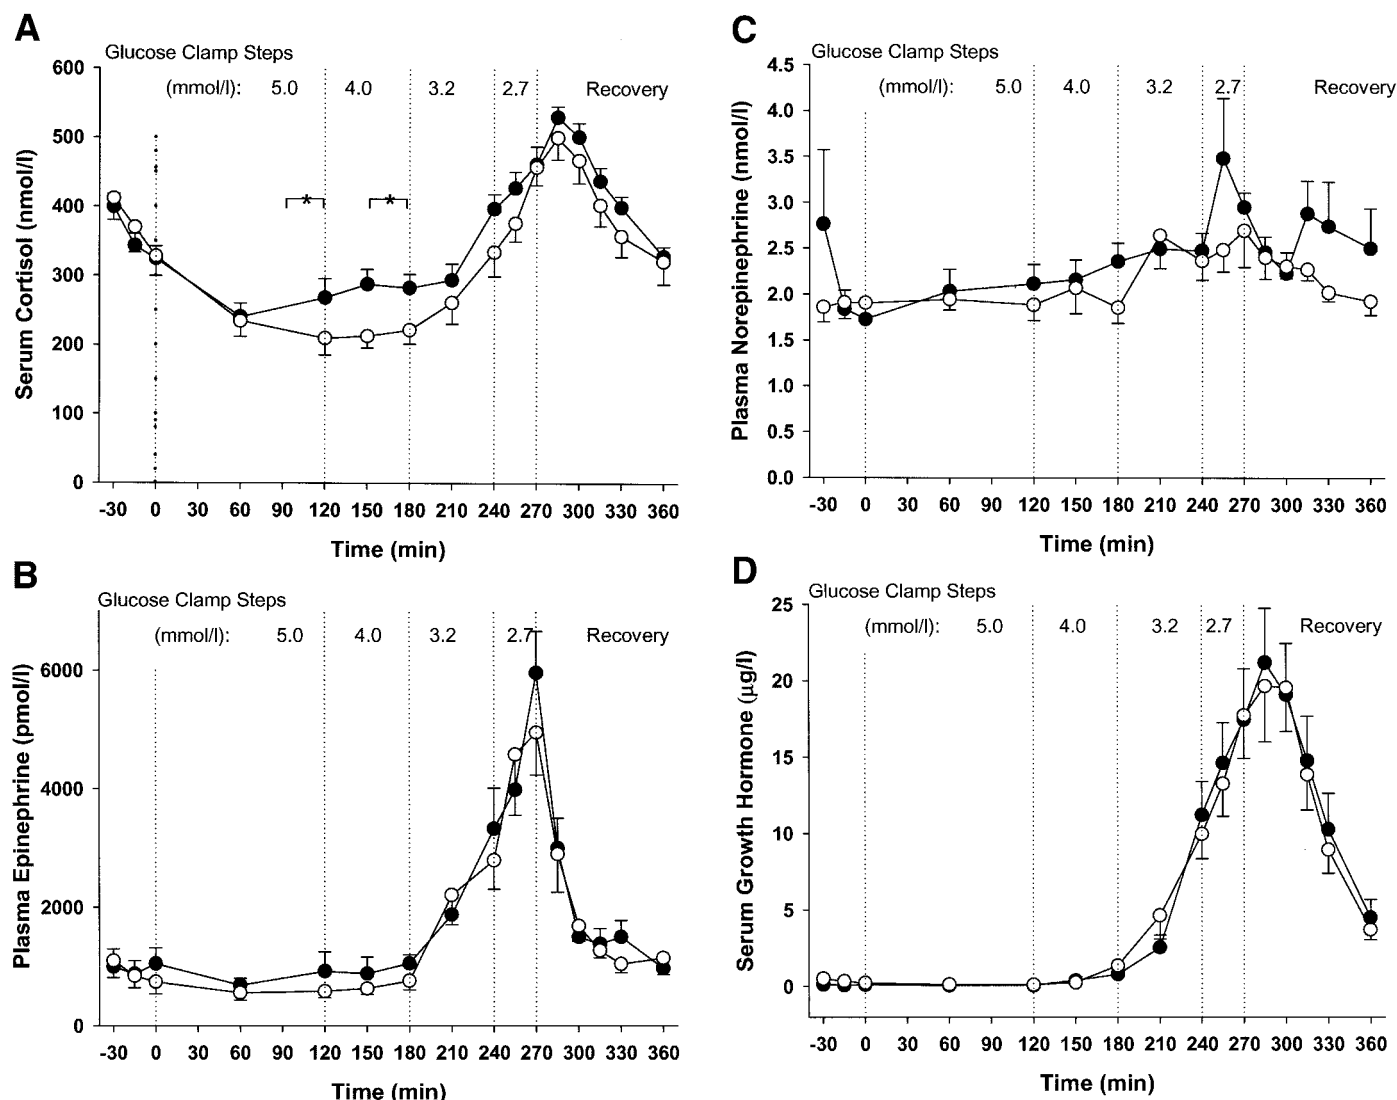 A
Glucose Clamp Steps
(mmol/l): 5.0 4.0 3.2 2.7 Recovery
Serum Cortisol (nmol/l)
600
500
400
300
200
100
0
* *
-30 0 30 60 90 120 150 180 210 240 270 300 330 360
Time (min)
B
Glucose Clamp Steps
(mmol/l): 5.0 4.0 3.2 2.7 Recovery
Plasma Epinephrine (pmol/l)
6000
4000
2000
0
-30 0 30 60 90 120 150 180 210 240 270 300 330 360
Time (min)
C
Glucose Clamp Steps
(mmol/l): 5.0 4.0 3.2 2.7 Recovery
Plasma Norepinephrine (nmol/l)
4.5
4.0
3.5
3.0
2.5
2.0
1.5
1.0
0.5
0.0
-30 0 30 60 90 120 150 180 210 240 270 300 330 360
Time (min)
D
Glucose Clamp Steps
(mmol/l): 5.0 4.0 3.2 2.7 Recovery
Serum Growth Hormone (µg/l)
25
20
15
10
5
0
-30 0 30 60 90 120 150 180 210 240 270 300 330 360
Time (min)